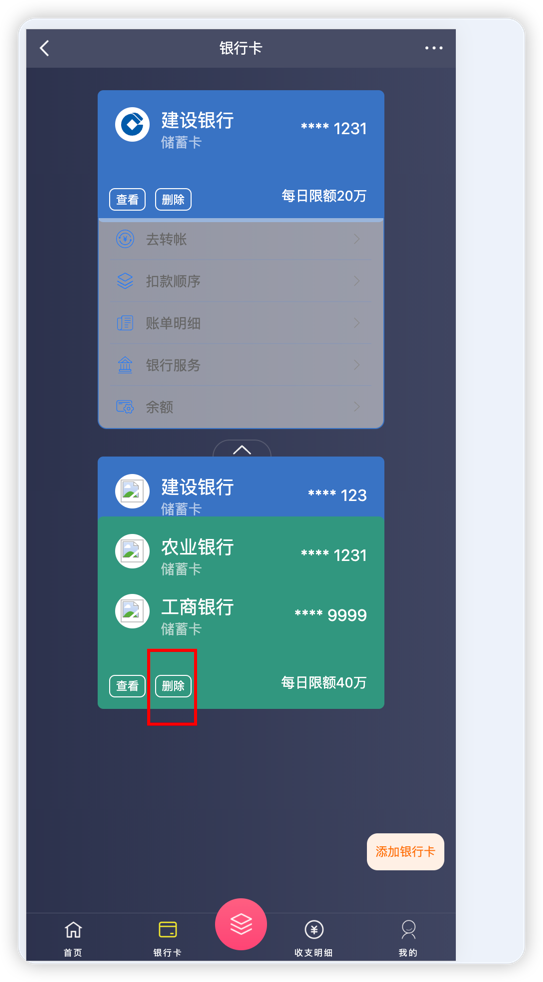 银行卡
建设银行
储蓄卡
**** 1231
查看 删除 每日限额20万
去转帐
扣款顺序
账单明细
银行服务
余额
建设银行
储蓄卡
**** 123
农业银行
储蓄卡
**** 1231
工商银行
储蓄卡
**** 9999
查看 删除 每日限额40万
添加银行卡
首页 银行卡 收支明细 我的